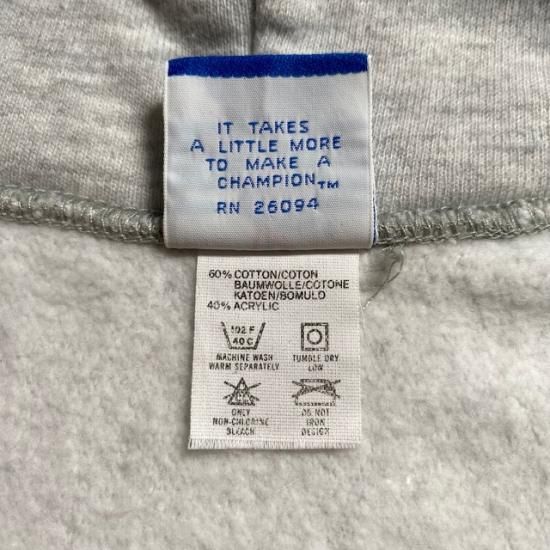 IT TAKES
A LITTLE MORE
TO MAKE A
CHAMPION™
RN 26094
60% COTTON/COTON
BAUMWOLLE/COTONE
KATOEN/BOMULD
40% ACRYLIC
102 F
40 C
MACHINE WASH
WARM SEPARATELY
TUMBLE DRY
LOW
ONLY
NON-CHLORINE
BLEACH
DO NOT
IRON
DESIGN